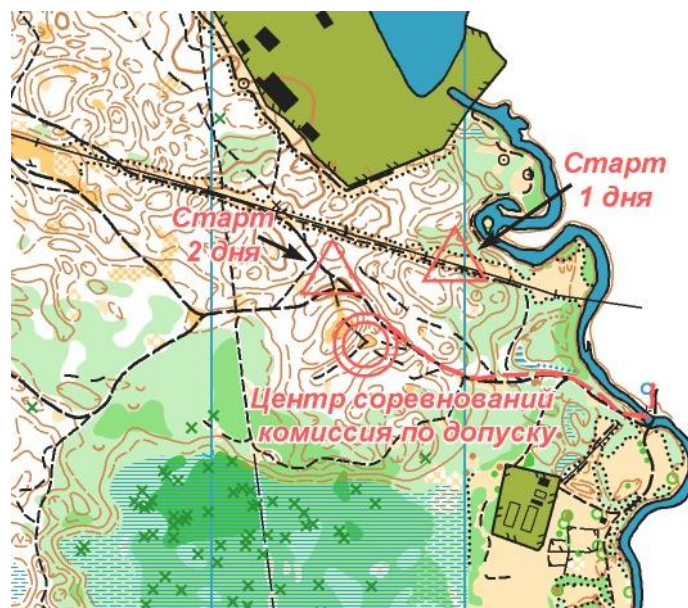 Старт
1 дня
Старт
2 дня
Центр соревнований
комиссия по допуску